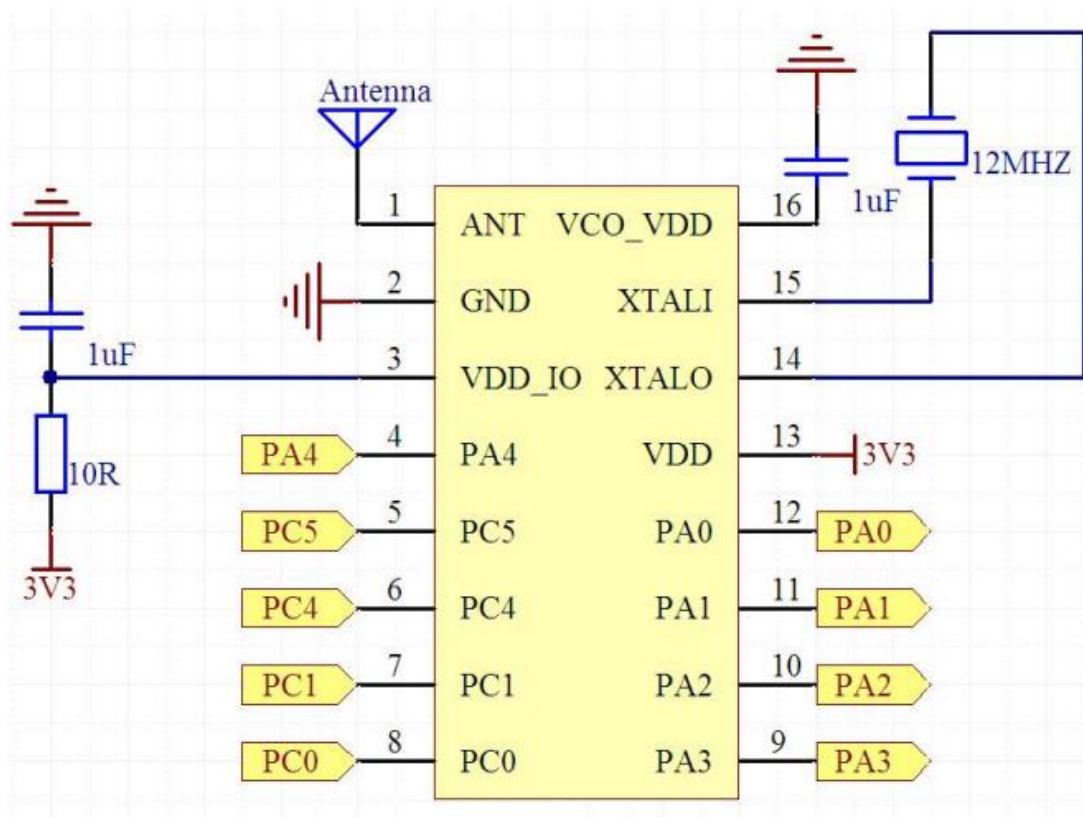 Antenna
12MHZ
1uF
1 ANT VCO_VDD 16
2 GND XTALI 15
1uF
3 VDD_IO XTALO 14
PA4 4 PA4 VDD 13 3V3
10R
PC5 5 PC5 PA0 12 PA0
3V3
PC4 6 PC4 PA1 11 PA1
PC1 7 PC1 PA2 10 PA2
PC0 8 PC0 PA3 9 PA3